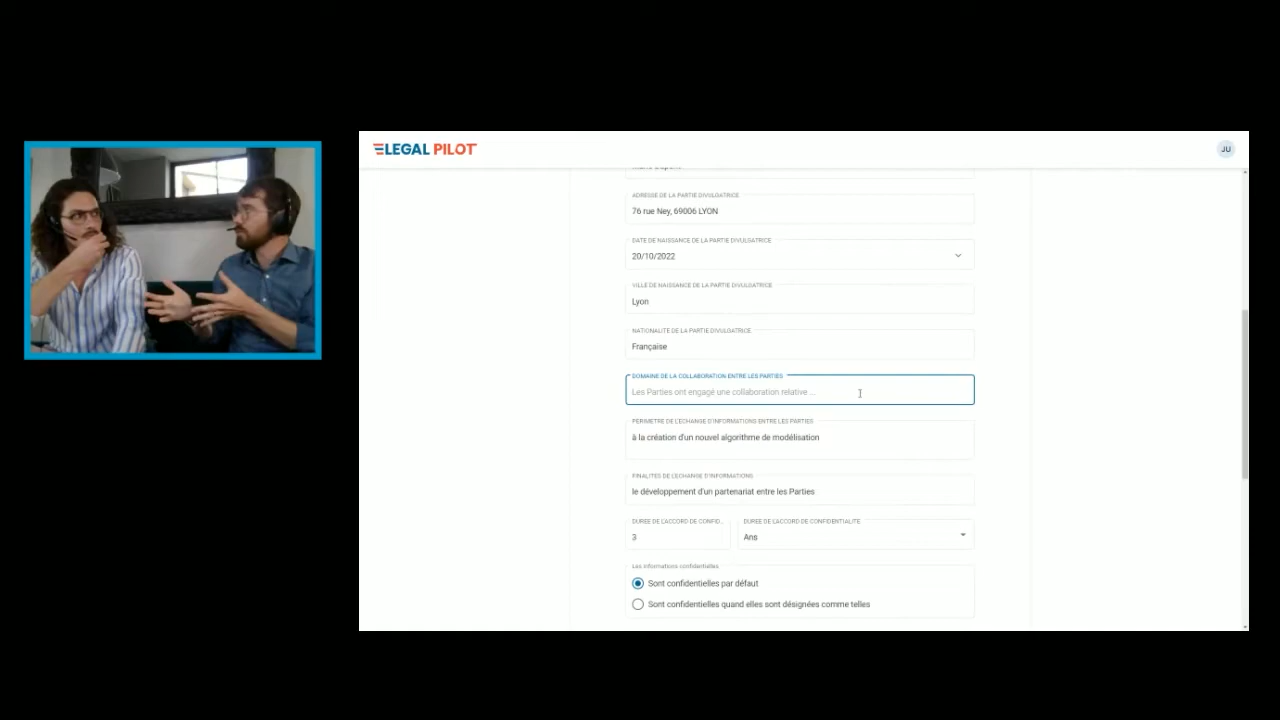 LEGAL PILOT
JU
ADRESSE DE LA PARTIE DIVULGATRICE
76 rue Ney, 69006 LYON
DATE DE NAISSANCE DE LA PARTIE DIVULGATRICE
20/10/2022
VILLE DE NAISSANCE DE LA PARTIE DIVULGATRICE
Lyon
NATIONALITE DE LA PARTIE DIVULGATRICE
Française
DOMAINE DE LA COLLABORATION ENTRE LES PARTIES
Les Parties ont engagé une collaboration relative ...
PERIMETRE DE L'ECHANGE D'INFORMATIONS ENTRE LES PARTIES
à la création d'un nouvel algorithme de modélisation
FINALITES DE L'ECHANGE D'INFORMATIONS
le développement d'un partenariat entre les Parties
DUREE DE L'ACCORD DE CONFID... DUREE DE L'ACCORD DE CONFIDENTIALITE
3 Ans
Les informations confidentielles
Sont confidentielles par défaut
Sont confidentielles quand elles sont désignées comme telles